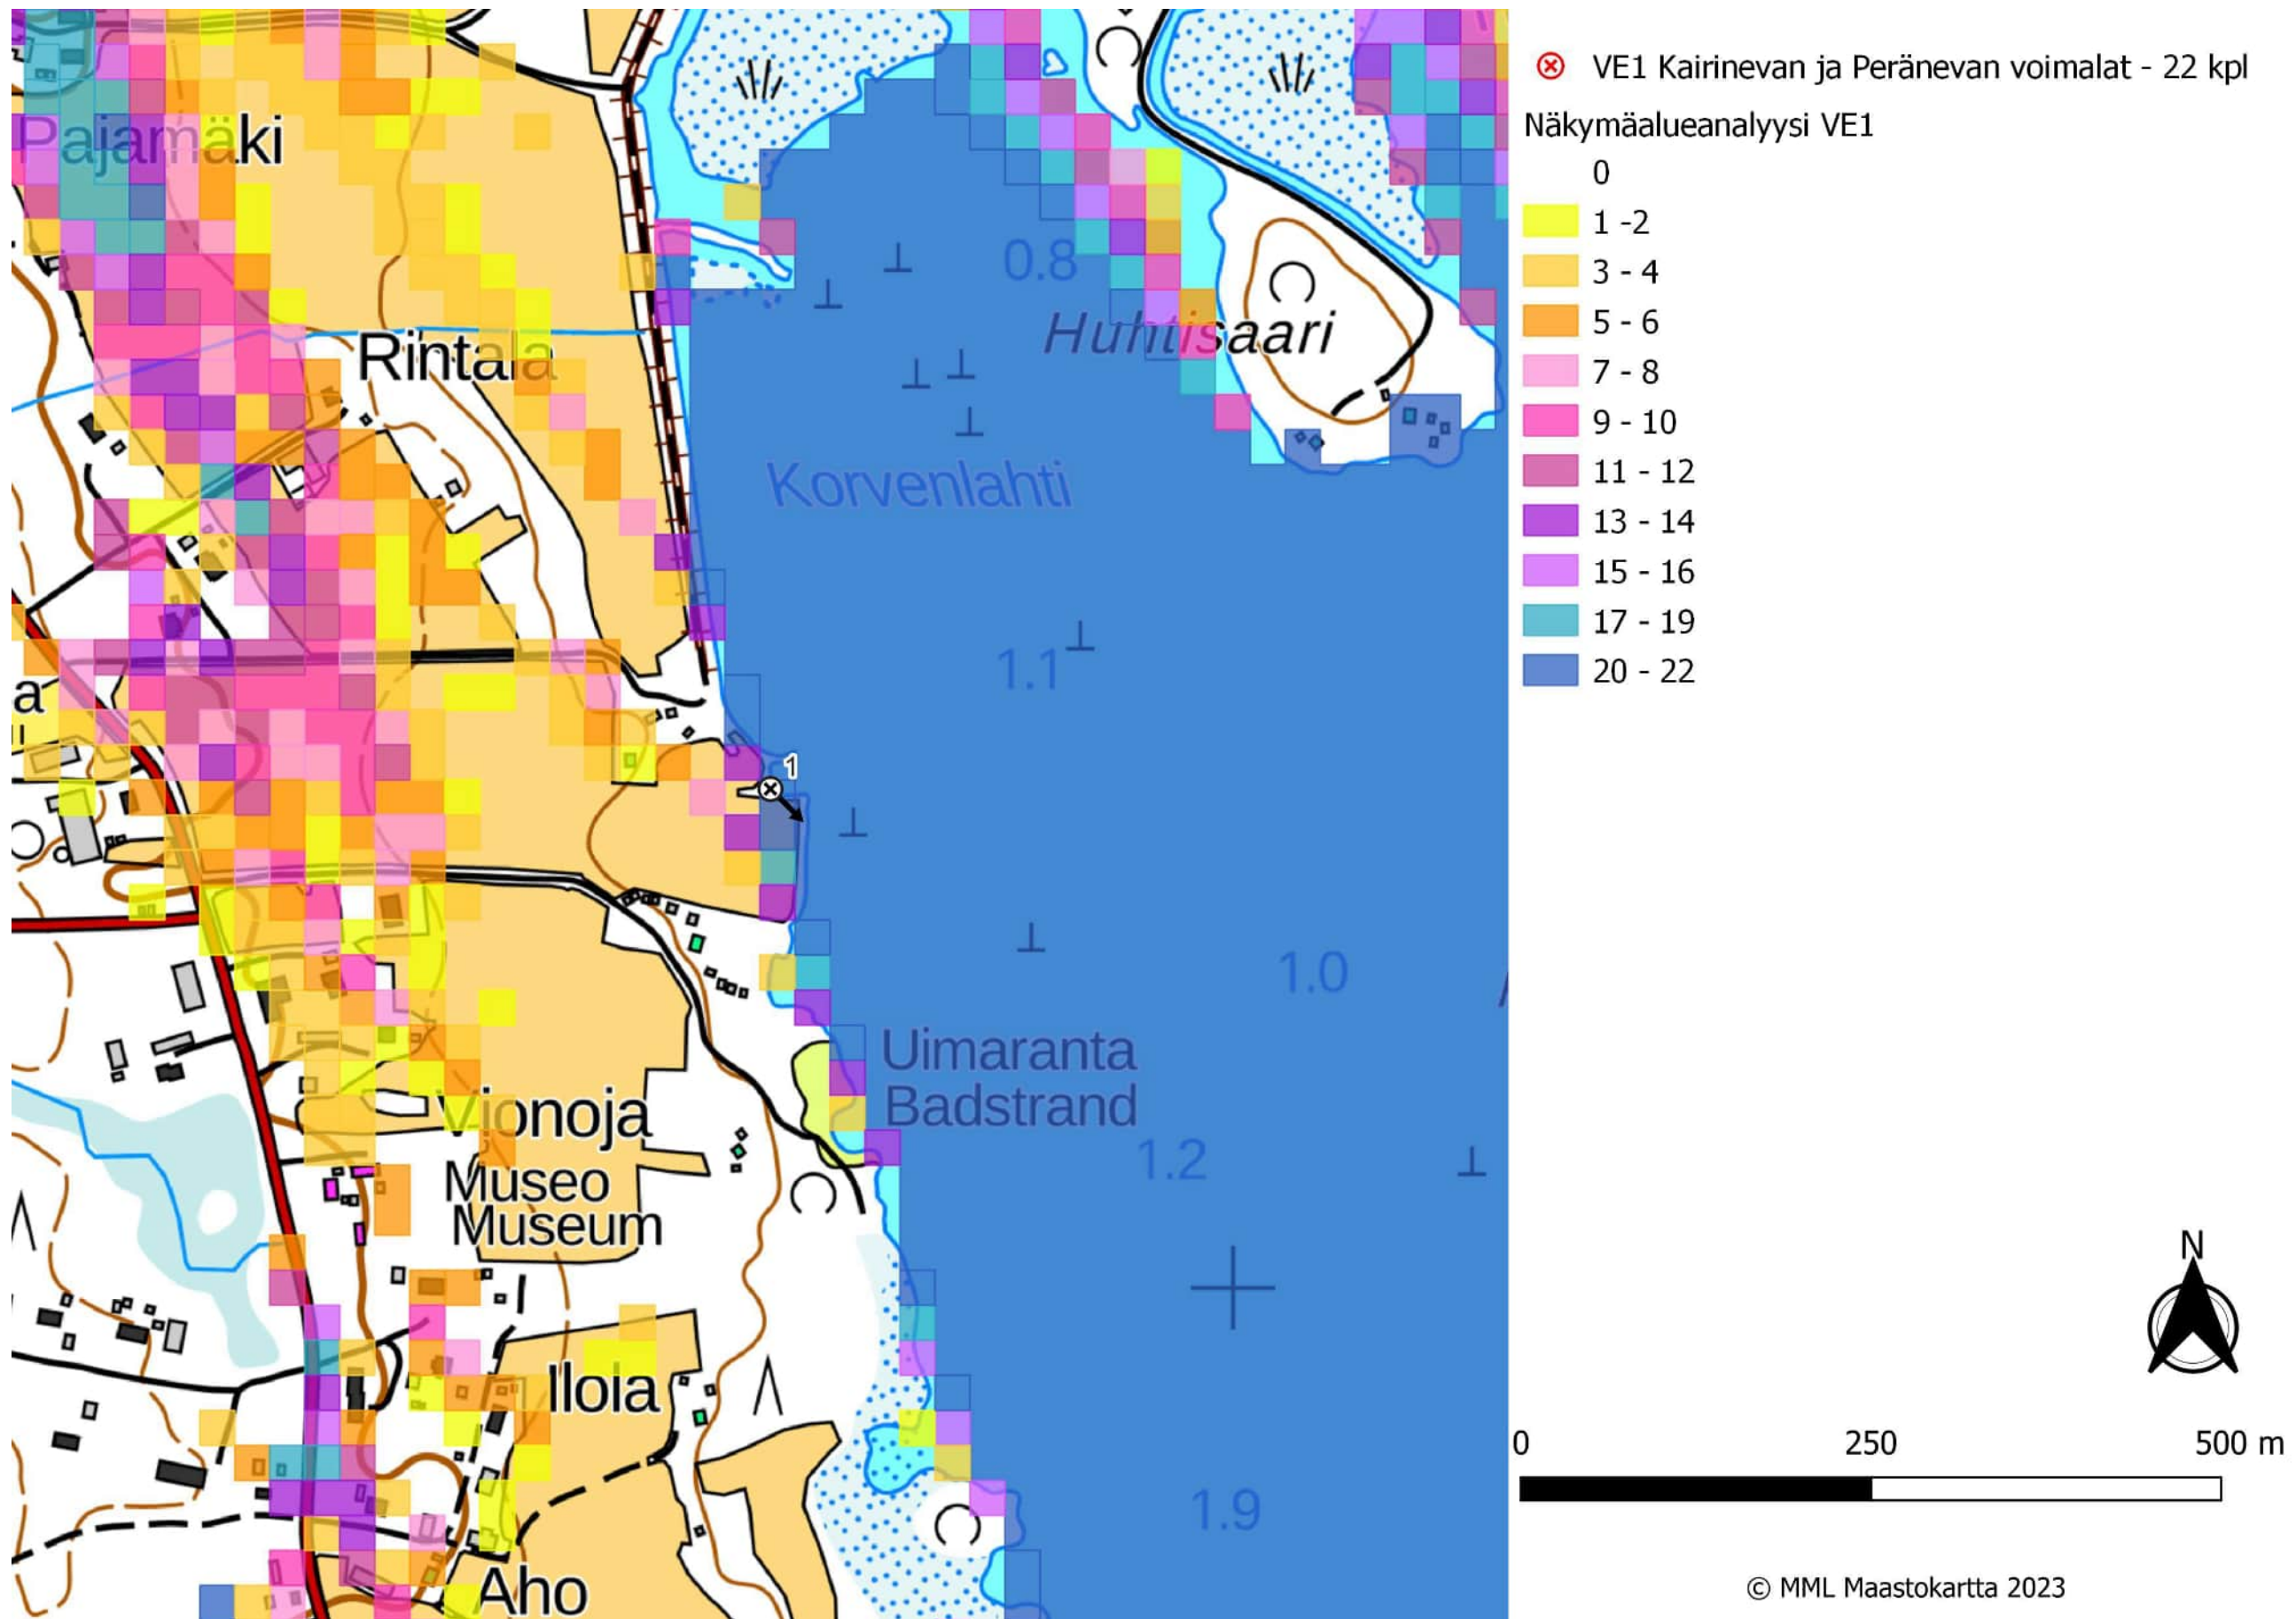 Pajamäki
Rintala
0.8
Huhtisaari
Korvenlahti
1.1
a
1
1.0
Uimaranta
Badstrand
Vionoja
1.2
Museo
Museum
Ilola
1.9
Aho
VE1 Kairinevan ja Peränevan voimalat - 22 kpl
Näkymäalueanalyysi VE1
0
1 -2
3 - 4
5 - 6
7 - 8
9 - 10
11 - 12
13 - 14
15 - 16
17 - 19
20 - 22
N
0 250 500 m
© MML Maastokartta 2023